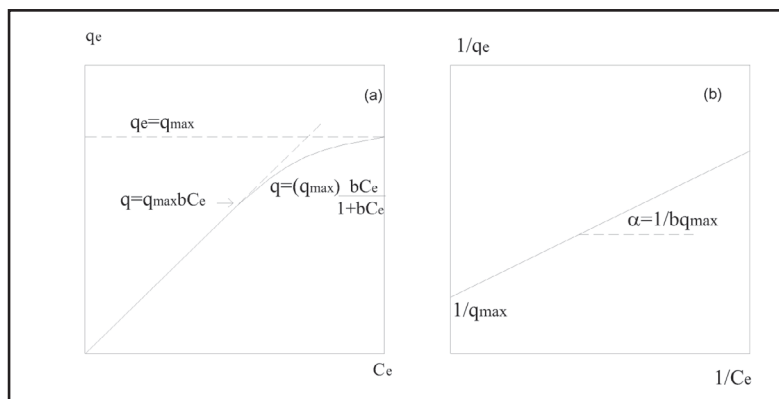 qe
(a)
qe=qmax
q=qmaxbCe
q=(qmax) bCe
1+bCe
Ce
1/qe
(b)
α=1/bqmax
1/qmax
1/Ce